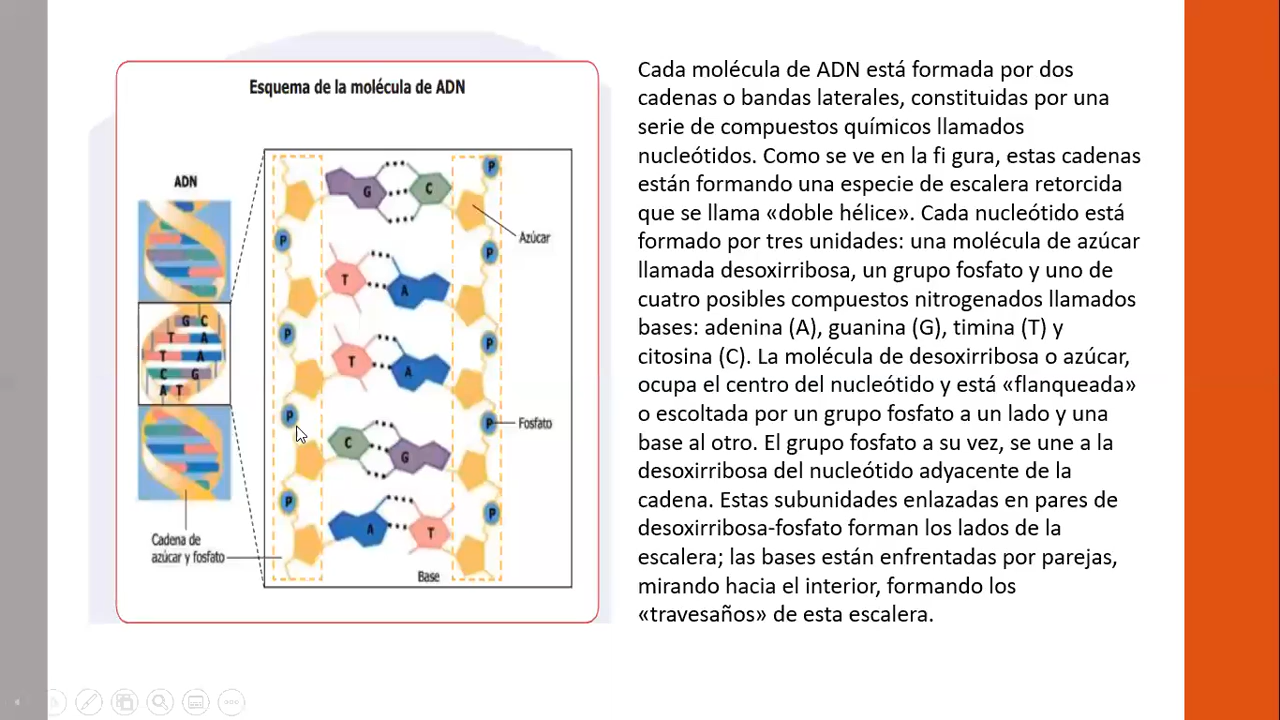 Esquema de la molécula de ADN
ADN
G C
T A
T A
C G
A T
P
G C
Azúcar
P
P
T A
P
P
T A
P
P
Fosfato
C G
P
P
A T
Cadena de
azúcar y fosfato
Base
Cada molécula de ADN está formada por dos
cadenas o bandas laterales, constituidas por una
serie de compuestos químicos llamados
nucleótidos. Como se ve en la fi gura, estas cadenas
están formando una especie de escalera retorcida
que se llama «doble hélice». Cada nucleótido está
formado por tres unidades: una molécula de azúcar
llamada desoxirribosa, un grupo fosfato y uno de
cuatro posibles compuestos nitrogenados llamados
bases: adenina (A), guanina (G), timina (T) y
citosina (C). La molécula de desoxirribosa o azúcar,
ocupa el centro del nucleótido y está «flanqueada»
o escoltada por un grupo fosfato a un lado y una
base al otro. El grupo fosfato a su vez, se une a la
desoxirribosa del nucleótido adyacente de la
cadena. Estas subunidades enlazadas en pares de
desoxirribosa-fosfato forman los lados de la
escalera; las bases están enfrentadas por parejas,
mirando hacia el interior, formando los
«travesaños» de esta escalera.